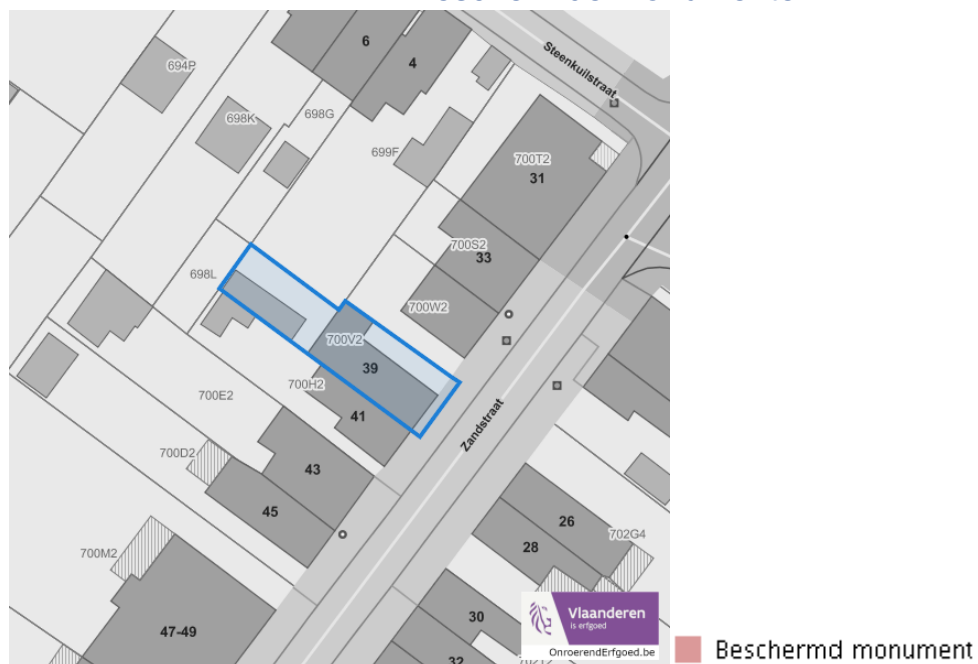 6
4
Steenkuilstraat
694P
698K
698G
699F
700T2
31
700S2
33
698L
700W2
700V2
39
700H2
700E2
41
Zandstraat
43
700D2
45
26
702G4
28
700M2
30
47-49
32
Vlaanderen
is erfgoed
OnroerendErfgoed.be
Beschermd monument